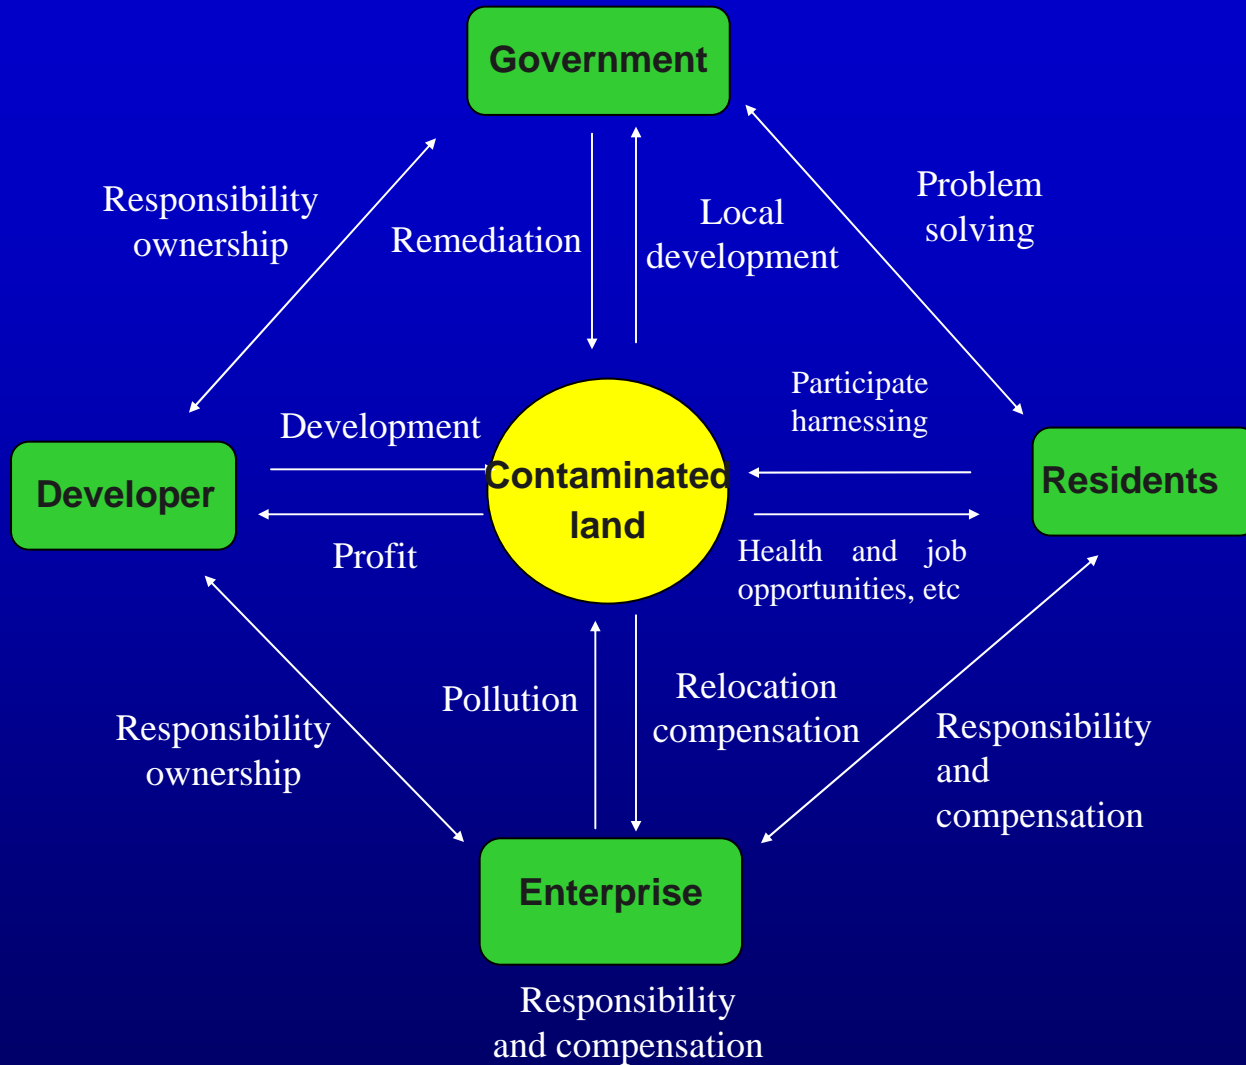 Government
Responsibility
ownership
Remediation
Local
development
Problem
solving
Participate
harnessing
Development
Contaminated
land
Developer
Residents
Profit
Health and job
opportunities, etc
Pollution
Relocation
compensation
Responsibility
ownership
Responsibility
and
compensation
Enterprise
Responsibility
and compensation